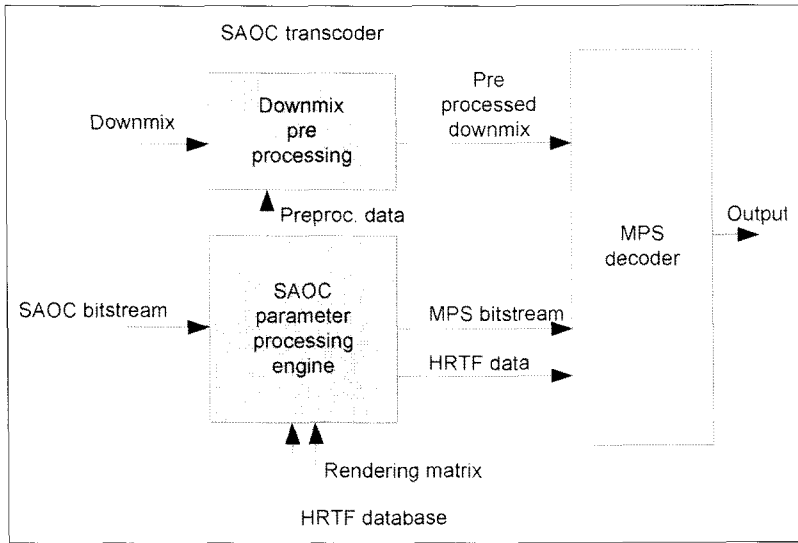 SAOC transcoder
Downmix
Downmix
pre
processing
Pre
processed
downmix
Preproc. data
Output
MPS
decoder
SAOC bitstream
SAOC
parameter
processing
engine
MPS bitstream
HRTF data
Rendering matrix
HRTF database